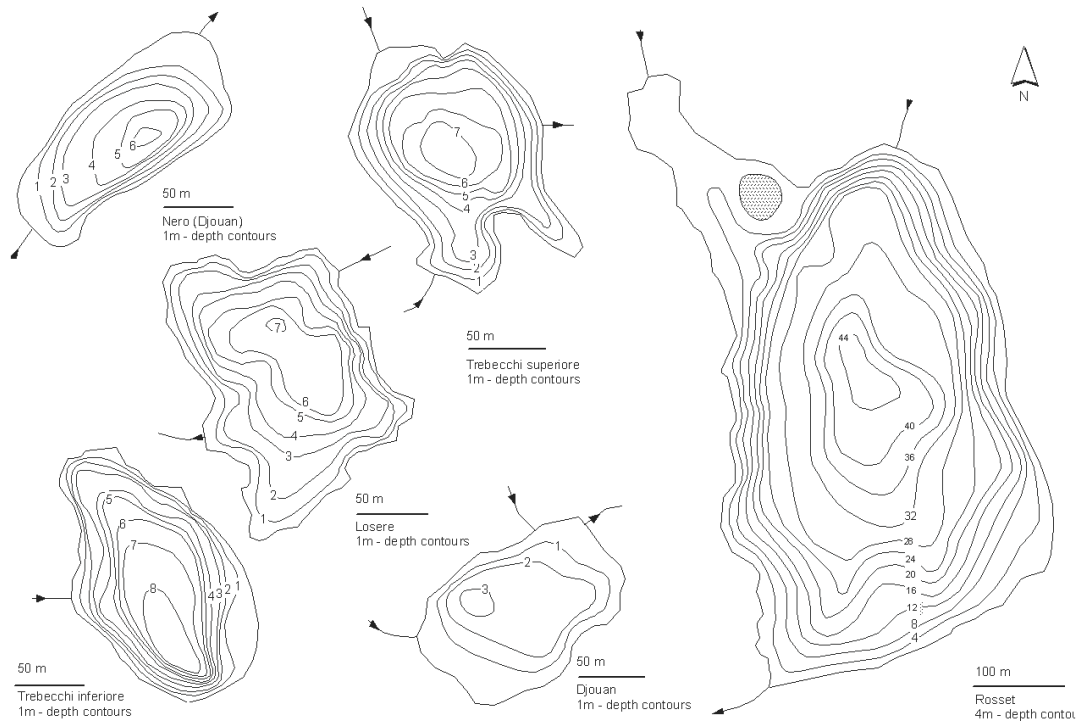 N
1
2
3
4
5
6
50 m
Nero (Djouan)
1m - depth contours
7
6
5
4
3
2
1
50 m
Trebecchi superiore
1m - depth contours
7
6
5
4
3
2
1
50 m
Losere
1m - depth contours
5
6
7
8
4 3 2 1
50 m
Trebecchi inferiore
1m - depth contours
1
2
3
50 m
Djouan
1m - depth contours
44
40
36
32
28
24
20
16
12
8
4
100 m
Rosset
4m - depth contou